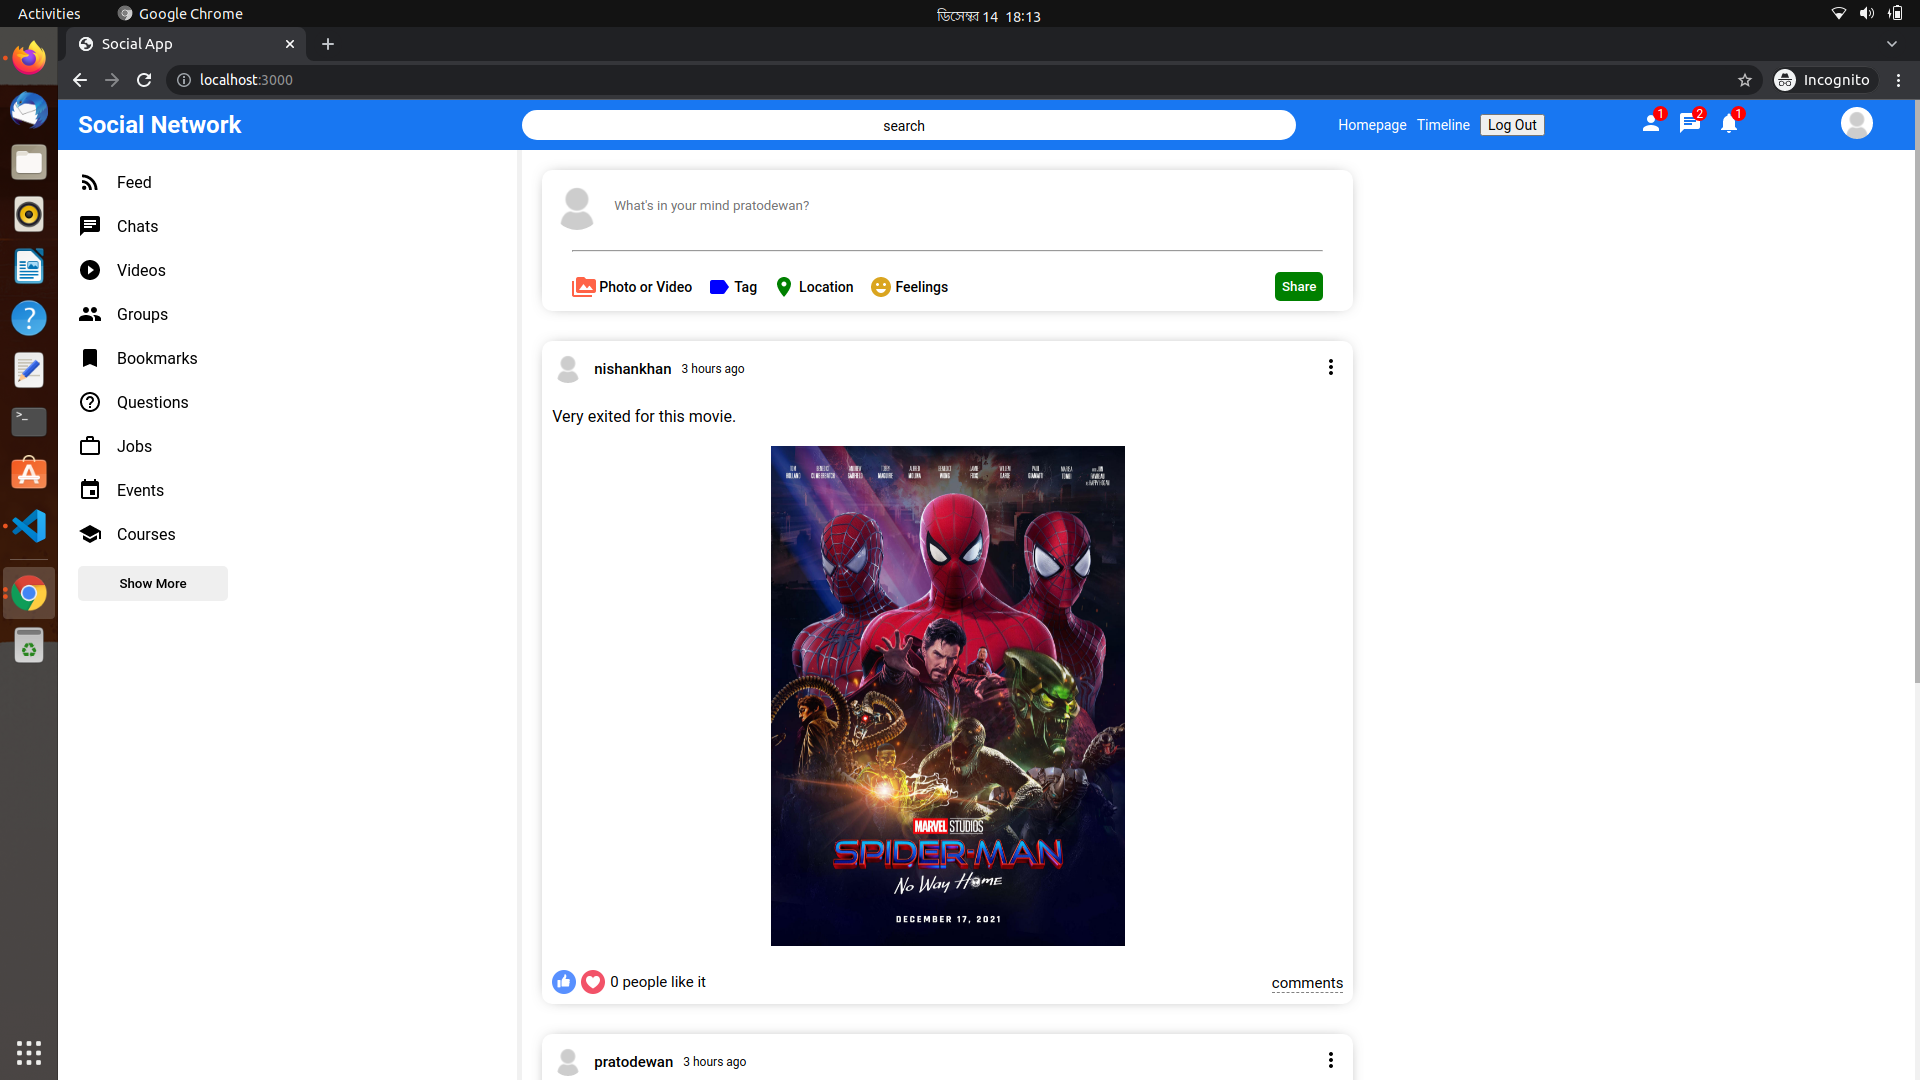 Activities
Google Chrome
ডিসেম্বর 14 18:13
Social App
localhost:3000
Incognito
Social Network
search
Homepage
Timeline
Log Out
1
2
1
Feed
Chats
Videos
Groups
Bookmarks
Questions
Jobs
Events
Courses
Show More
What's in your mind pratodewan?
Photo or Video
Tag
Location
Feelings
Share
nishankhan 3 hours ago
Very exited for this movie.
MARVEL STUDIOS
SPIDER-MAN
No Way Home
DECEMBER 17, 2021
0 people like it
comments
pratodewan 3 hours ago